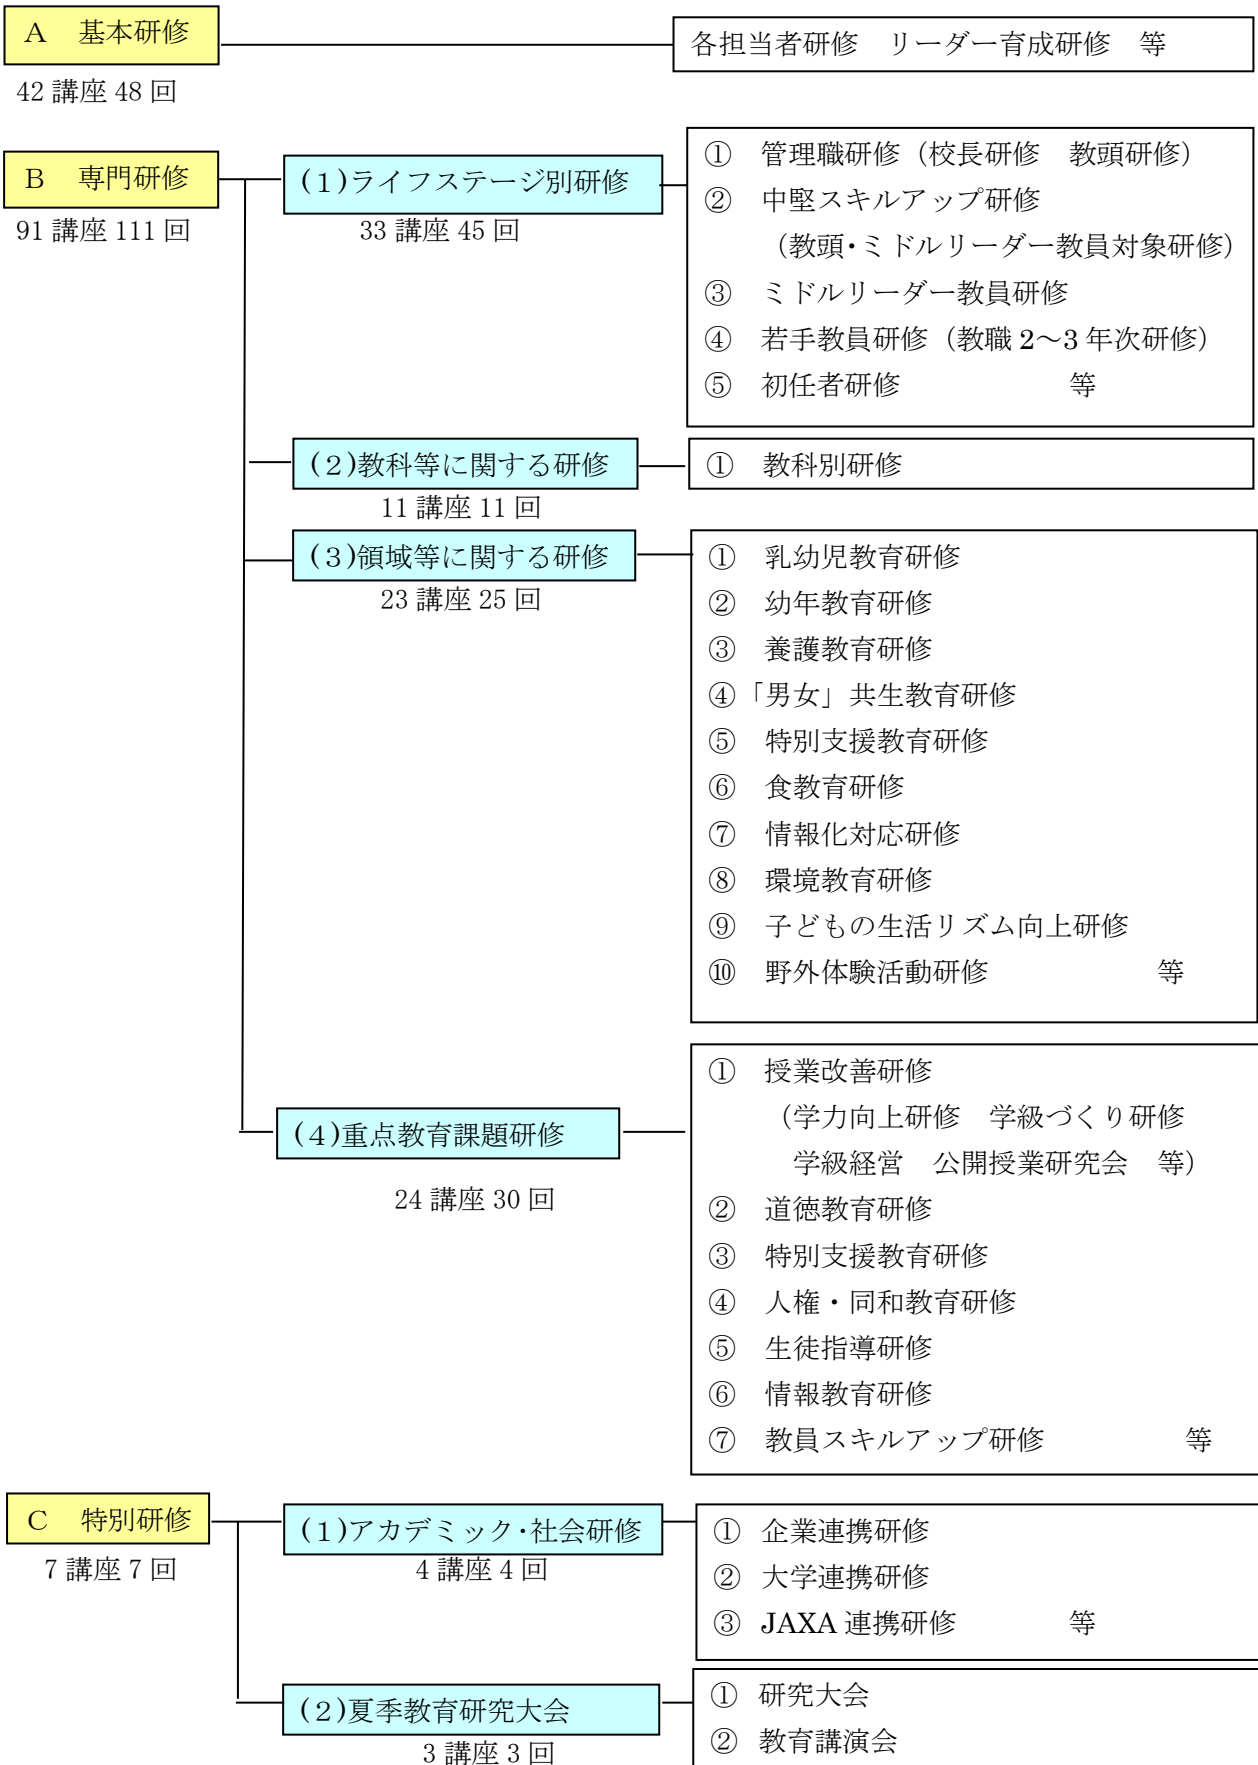 A　基本研修
各担当者研修　リーダー育成研修　等
42 講座 48 回
B　専門研修
91 講座 111 回
(１)ライフステージ別研修
33 講座 45 回
①　管理職研修（校長研修　教頭研修）
②　中堅スキルアップ研修
（教頭・ミドルリーダー教員対象研修）
③　ミドルリーダー教員研修
④　若手教員研修（教職 2～3 年次研修）
⑤　初任者研修　　　　　　等
(２)教科等に関する研修
11 講座 11 回
①　教科別研修
(３)領域等に関する研修
23 講座 25 回
①　乳幼児教育研修
②　幼年教育研修
③　養護教育研修
④「男女」共生教育研修
⑤　特別支援教育研修
⑥　食教育研修
⑦　情報化対応研修
⑧　環境教育研修
⑨　子どもの生活リズム向上研修
⑩　野外体験活動研修　　　　　　等
(４)重点教育課題研修
24 講座 30 回
①　授業改善研修
（学力向上研修　学級づくり研修
学級経営　公開授業研究会　等）
②　道徳教育研修
③　特別支援教育研修
④　人権・同和教育研修
⑤　生徒指導研修
⑥　情報教育研修
⑦　教員スキルアップ研修　　　　　等
C　特別研修
7 講座 7 回
(１)アカデミック・社会研修
4 講座 4 回
①　企業連携研修
②　大学連携研修
③　JAXA 連携研修　　　　等
(２)夏季教育研究大会
3 講座 3 回
①　研究大会
②　教育講演会